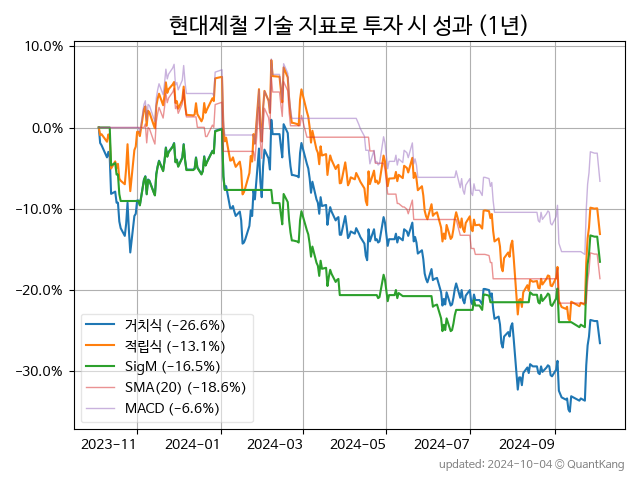 현대제철 기술 지표로 투자 시 성과 (1년)
10.0%
0.0%
−10.0%
−20.0%
−30.0%
거치식 (−26.6%)
적립식 (−13.1%)
SigM (−16.5%)
SMA(20) (−18.6%)
MACD (−6.6%)
2023−11 2024−01 2024−03 2024−05 2024−07 2024−09
updated: 2024-10-04 © QuantKang